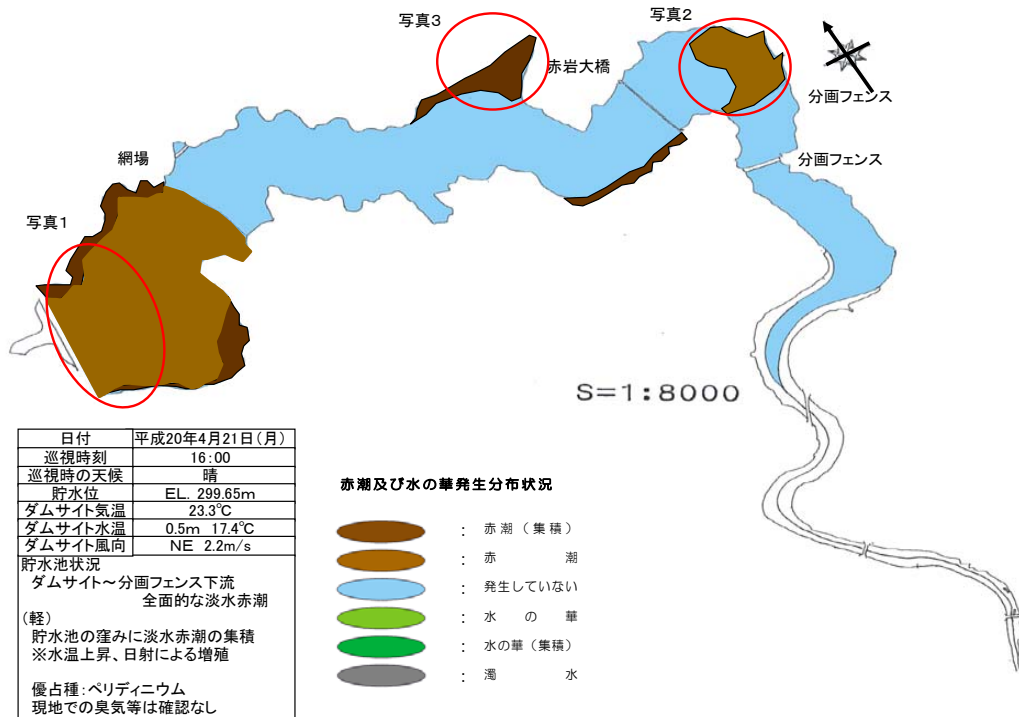 写真3
写真2
赤岩大橋
分画フェンス
分画フェンス
網場
写真1
S=1:8000
日付 平成20年4月21日(月)
巡視時刻 16:00
巡視時の天候 晴
貯水位 EL. 299.65m
ダムサイト気温 23.3℃
ダムサイト水温 0.5m 17.4℃
ダムサイト風向 NE 2.2m/s
貯水池状況
ダムサイト～分画フェンス下流
全面的な淡水赤潮
(軽)
貯水池の窪みに淡水赤潮の集積
※水温上昇、日射による増殖
優占種:ペリディニウム
現地での臭気等は確認なし
赤潮及び水の華発生分布状況
: 赤潮(集積)
: 赤 潮
: 発生していない
: 水 の 華
: 水の華(集積)
: 濁 水